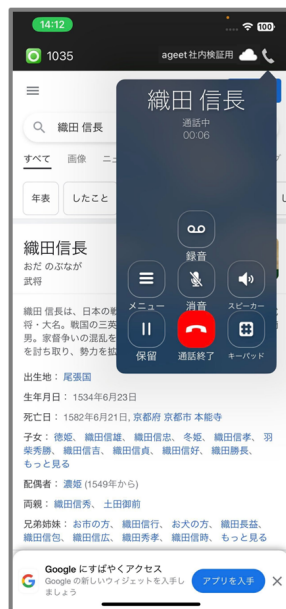 14:12
100
1035
ageet社内検証用
織田 信長
通話中
00:06
織田 信長
すべて
画像
ニュ
年表
したこと
録音
メニュー
消音
スピーカー
保留
通話終了
キーパッド
織田信長
おだ のぶなが
武将
織田 信長は、日本の戦
将・大名。戦国の三英
男。家督争いの混乱を
を討ち取り、勢力を拡
出生地： 尾張国
生年月日： 1534年6月23日
死亡日： 1582年6月21日, 京都府 京都市 本能寺
子女： 徳姫、 織田信雄、 織田信忠、 冬姫、 織田信孝、 羽
柴秀勝、 織田信吉、 織田信貞、 織田信好、 織田勝長、
もっと見る
配偶者： 濃姫 (1549年から)
両親： 織田信秀、 土田御前
兄弟姉妹： お市の方、 織田信行、 お犬の方、 織田長益、
織田信包、 織田信広、 織田秀孝、 織田信時、 もっと見る
Google にすばやくアクセス
Google の新しいウィジェットを入手し
ましょう
アプリを入手